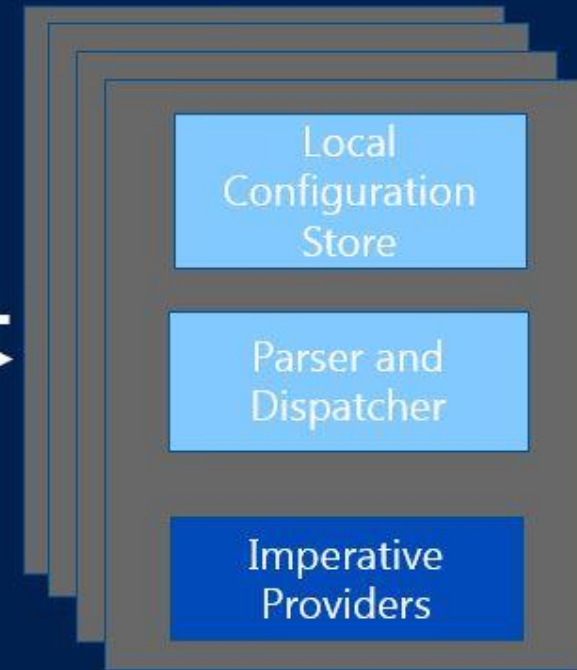 Local
Configuration
Store
Parser and
Dispatcher
Imperative
Providers